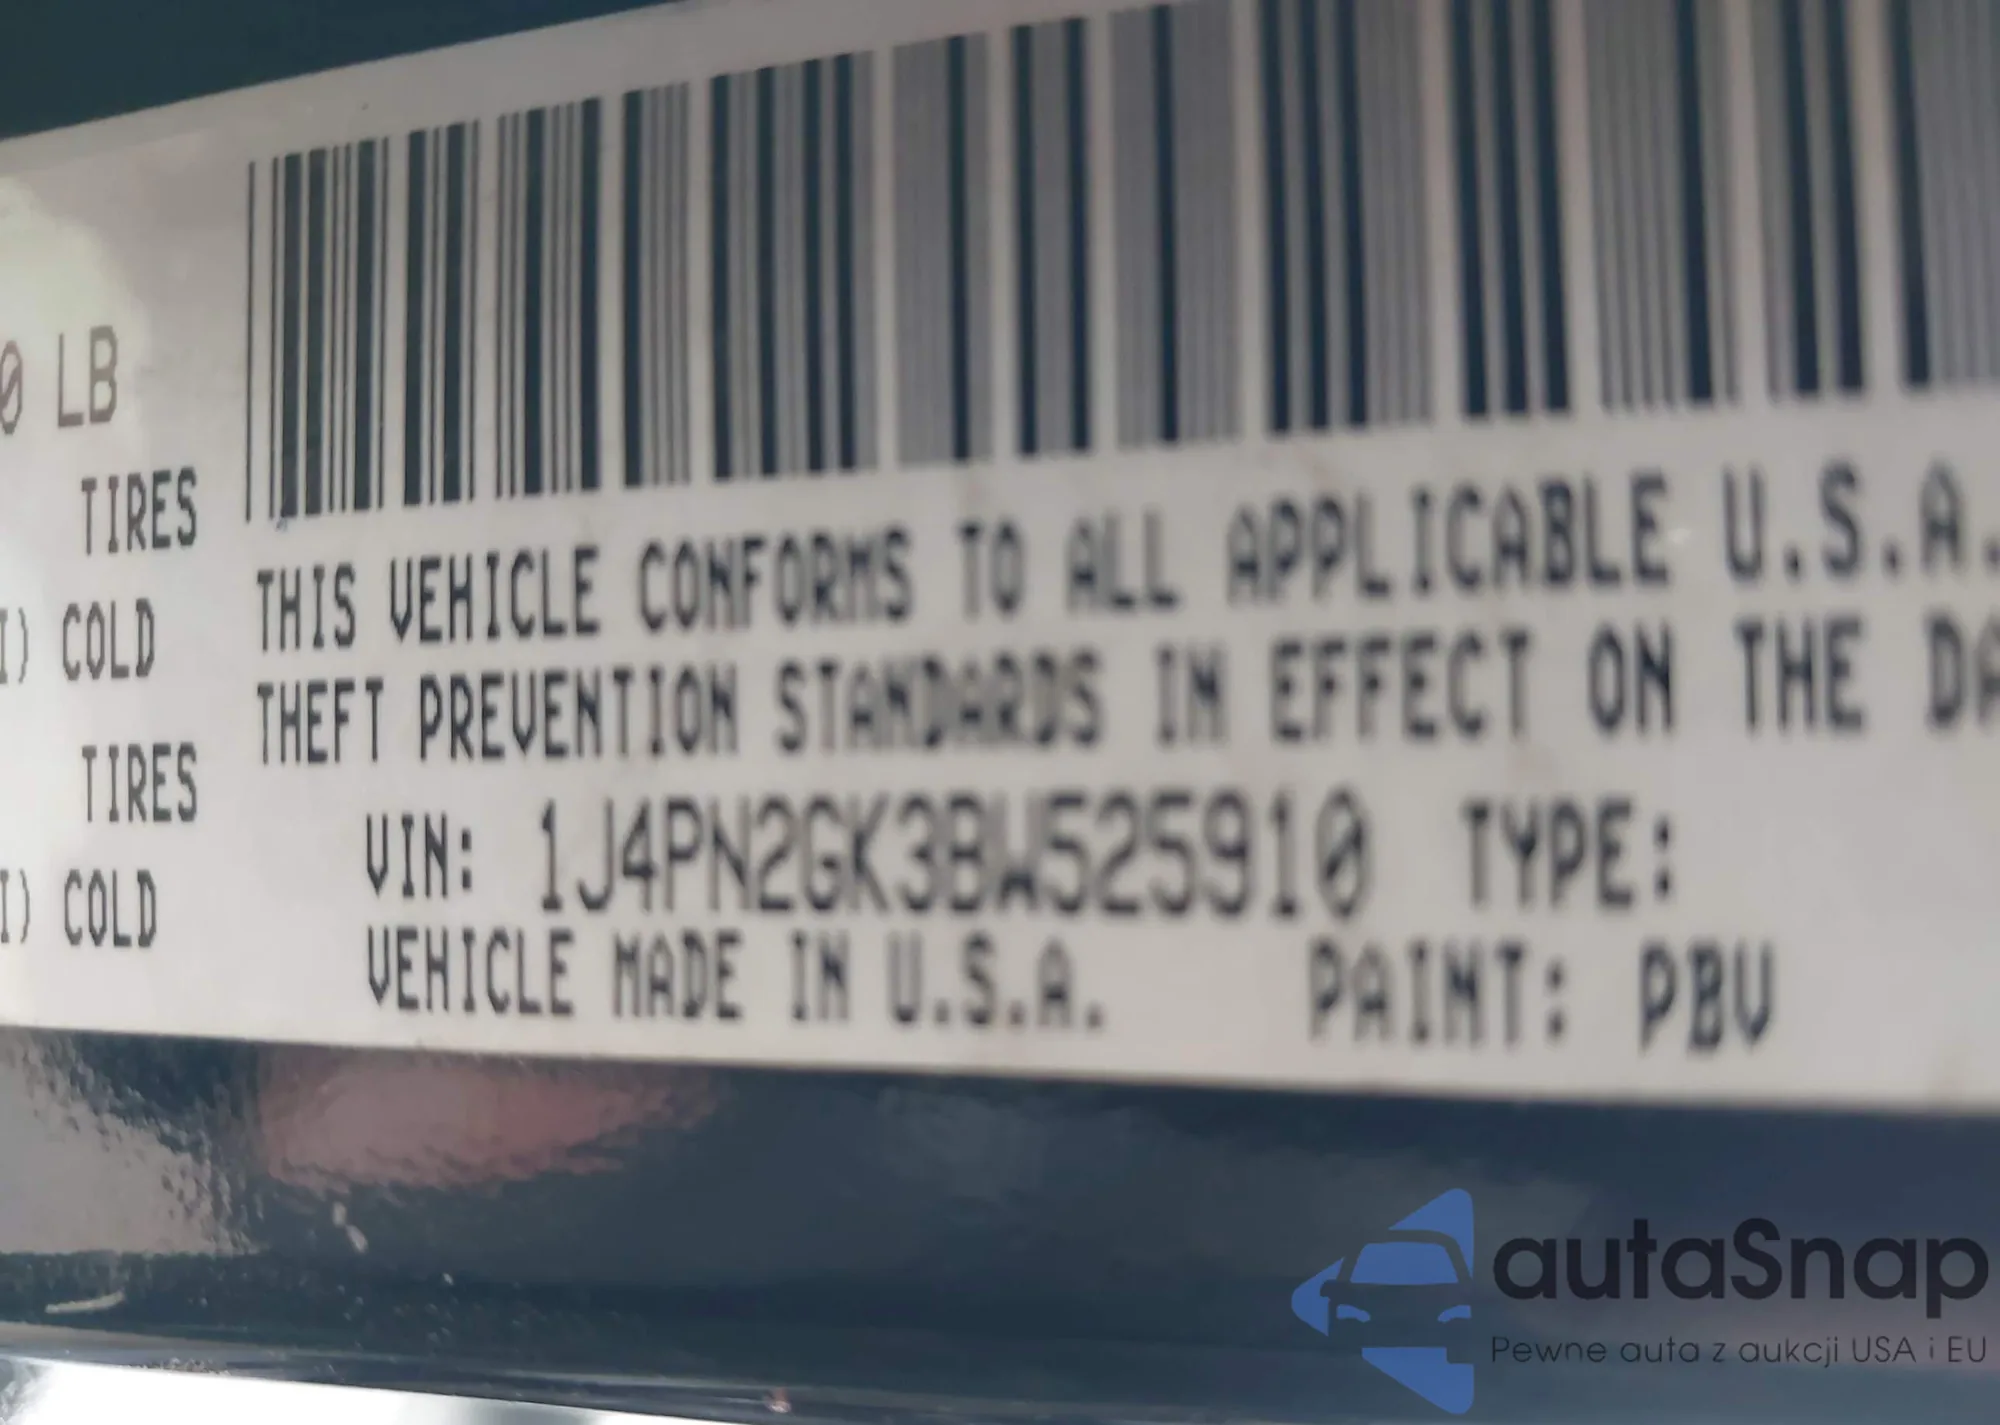 0 LB
TIRES
I) COLD
TIRES
I) COLD
THIS VEHICLE CONFORMS TO ALL APPLICABLE U.S.A.
THEFT PREVENTION STANDARDS IN EFFECT ON THE DA
VIN: 1J4PN2GK3BW525910 TYPE:
VEHICLE MADE IN U.S.A. PAINT: PBV
autaSnap
Pewne auta z aukcji USA i EU